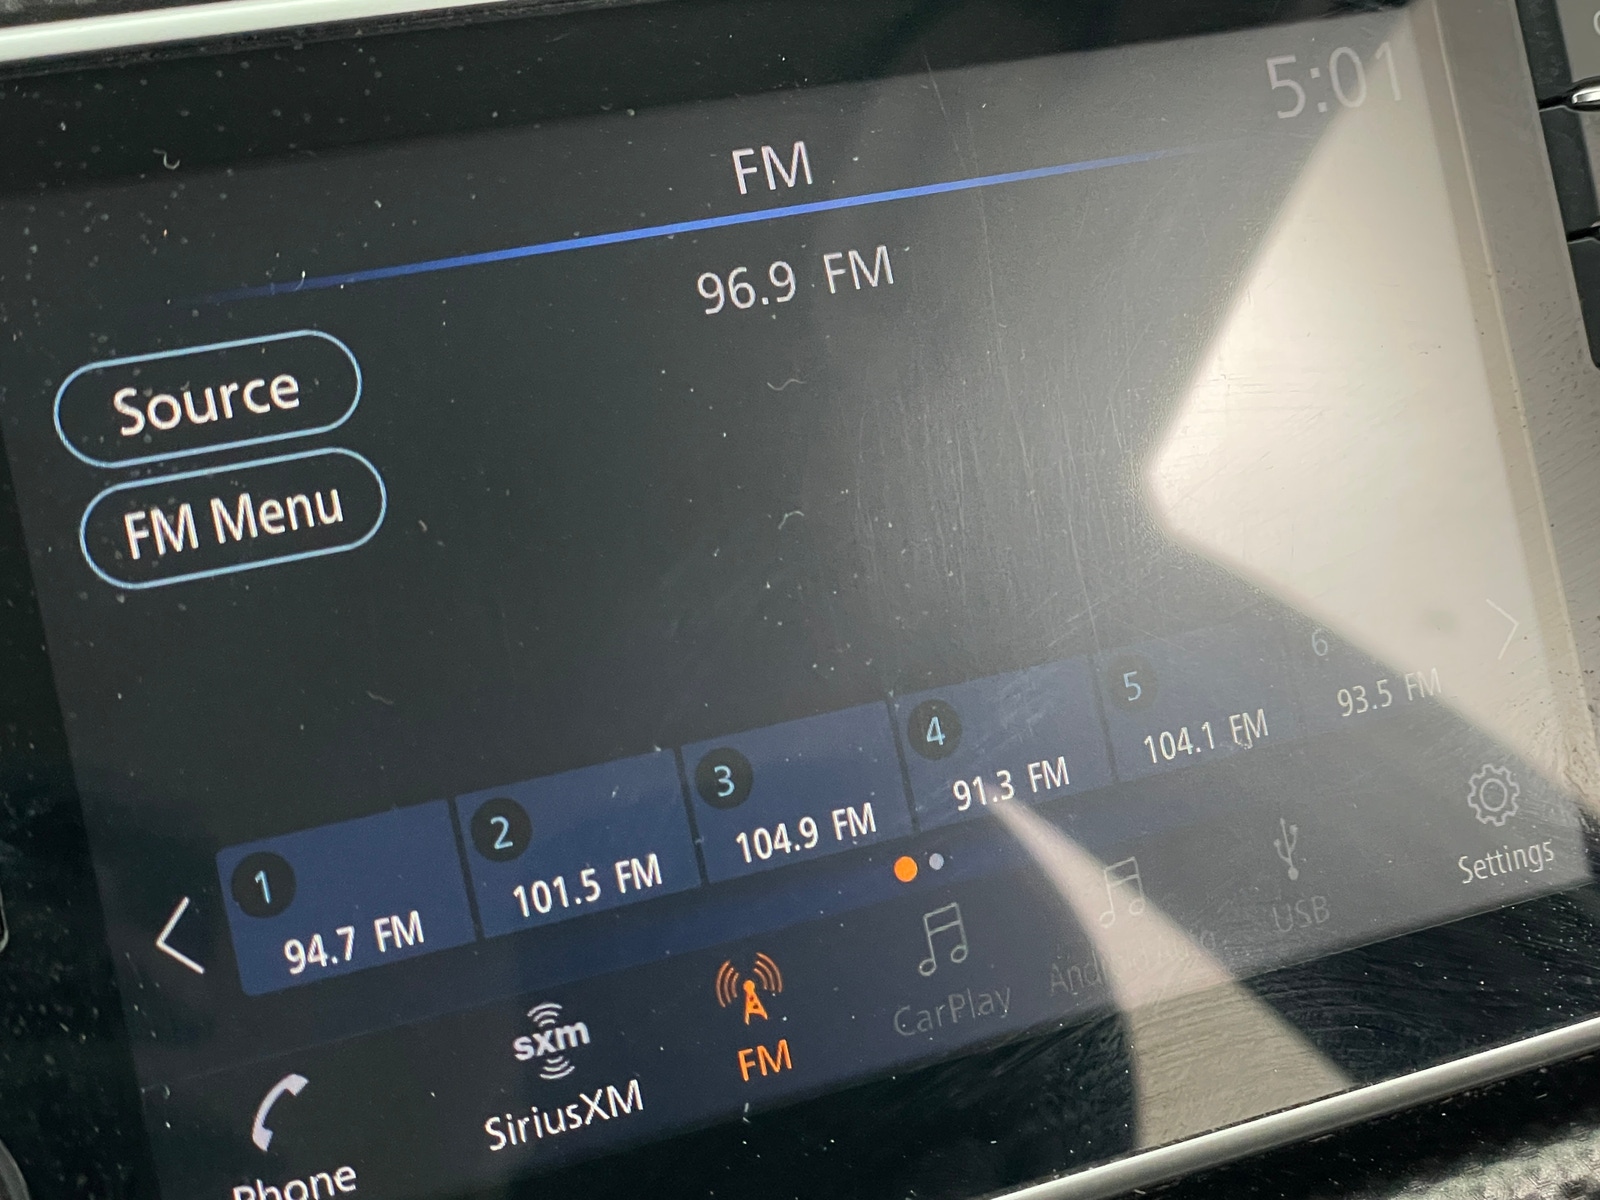 5:01
FM
96.9 FM
Source
FM Menu
1
94.7 FM
2
101.5 FM
3
104.9 FM
4
91.3 FM
5
104.1 FM
6
93.5 FM
Phone
sxm
SiriusXM
FM
CarPlay
Android Auto
USB
Settings